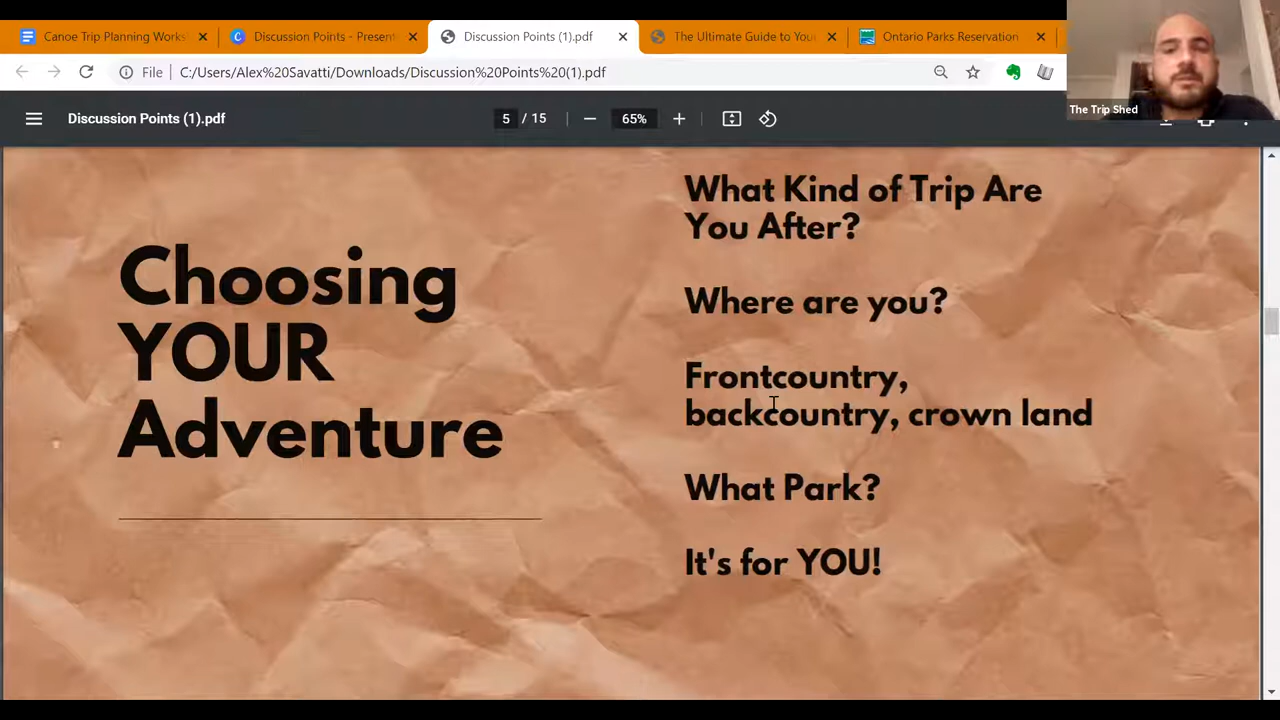 Canoe Trip Planning Works
Discussion Points - Present
Discussion Points (1).pdf
The Ultimate Guide to You
Ontario Parks Reservation
File
C:/Users/Alex%20Savatti/Downloads/Discussion%20Points%20(1).pdf
The Trip Shed
Discussion Points (1).pdf
5 / 15
65%
Choosing
YOUR
Adventure
What Kind of Trip Are
You After?
Where are you?
Frontcountry,
backcountry, crown land
What Park?
It's for YOU!